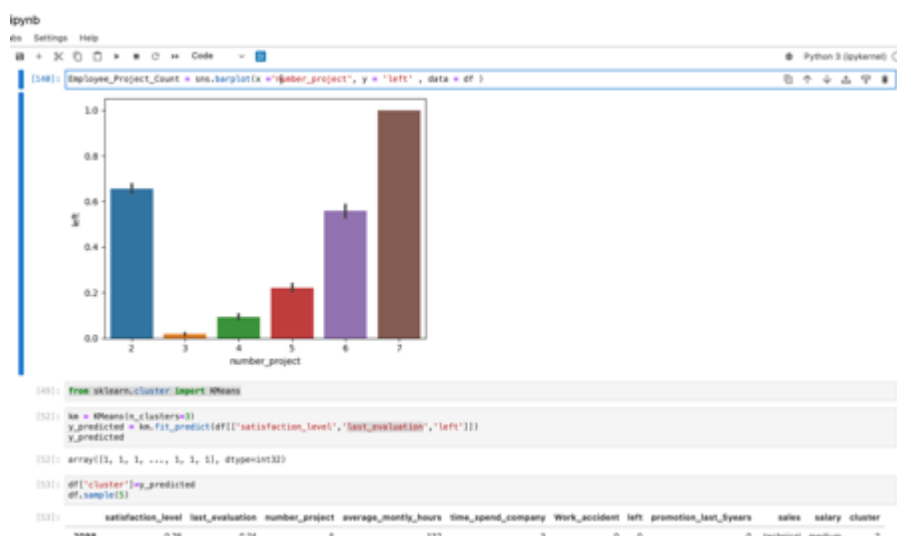 ipynb
Settings Help
Code
Python 3 (ipykernel)
[148]: Employee_Project_Count = sns.barplot(x ="number_project", y = 'left' , data = df )
1.0
0.8
0.6
0.4
0.2
0.0
left
2 3 4 5 6 7
number_project
from sklearn.cluster import KMeans
[52]: km = KMeans(n_clusters=3)
y_predicted = km.fit_predict(df[['satisfaction_level','last_evaluation','left']])
y_predicted
[52]: array([1, 1, 1, ..., 1, 1, 1], dtype=int32)
[53]: df["cluster"]=y_predicted
df.sample(5)
[53]: satisfaction_level last_evaluation number_project average_montly_hours time_spend_company Work_accident left promotion_last_5years sales salary cluster